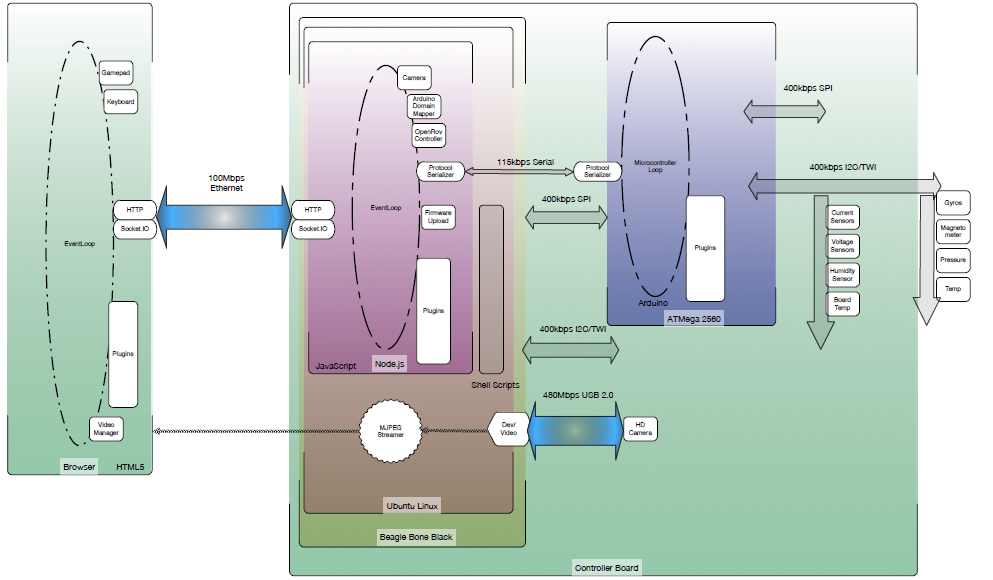 Gamepad
Keyboard
HTTP
Socket.IO
EventLoop
Plugins
Video
Manager
Browser
HTML5
100Mbps
Ethernet
HTTP
Socket.IO
Camera
Arduino
Domain
Mapper
OpenRov
Controller
Protocol
Serializer
EventLoop
Firmware
Upload
Plugins
JavaScript
Node.js
Shell Scripts
MJPEG
Streamer
Dev/
Video
Ubuntu Linux
Beagle Bone Black
115kbps Serial
400kbps SPI
400kbps I2C/TWI
480Mbps USB 2.0
HD
Camera
Protocol
Serializer
Microcontroller
Loop
Plugins
Arduino
ATMega 2560
400kbps SPI
400kbps I2C/TWI
Current
Sensors
Voltage
Sensors
Humidity
Sensor
Board
Temp
Gyros
Magneto
meter
Pressure
Temp
Controller Board